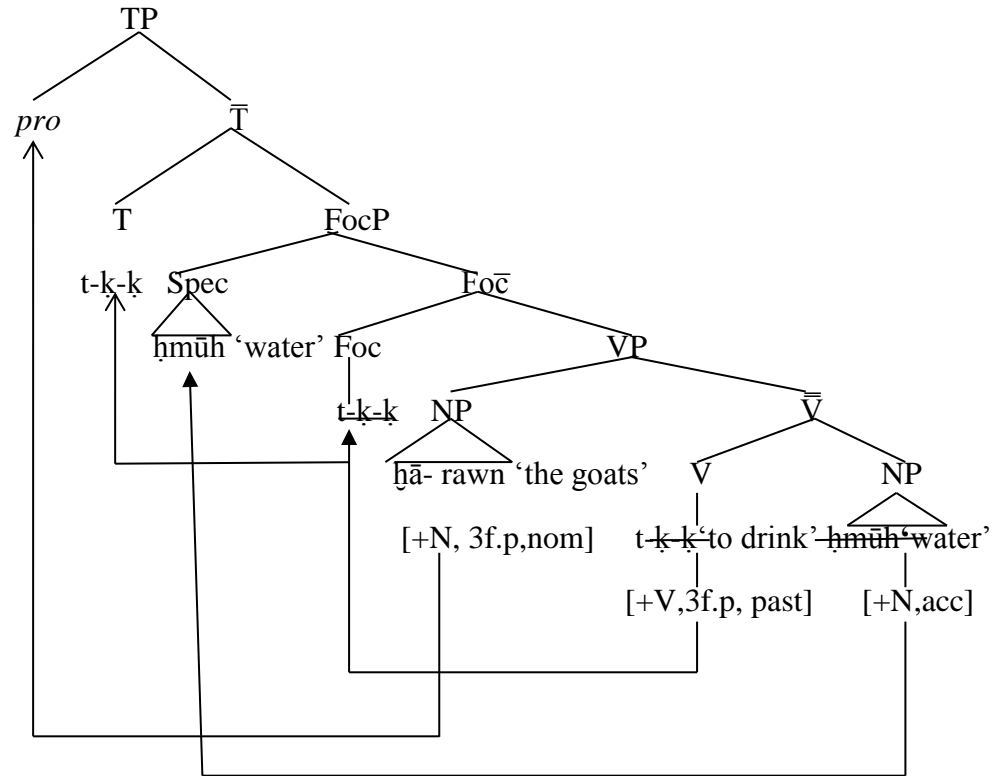 TP
pro T̅
T FocP
t-ḳ-ḳ Spec Foc̅
ḥmūh ‘water’ Foc VP
t-ḳ-ḳ NP V̅
ḫā- rawn ‘the goats’ V NP
[+N, 3f.p,nom] t-ḳ-ḳ‘to drink’ ḥmūh‘water’
[+V,3f.p, past] [+N,acc]